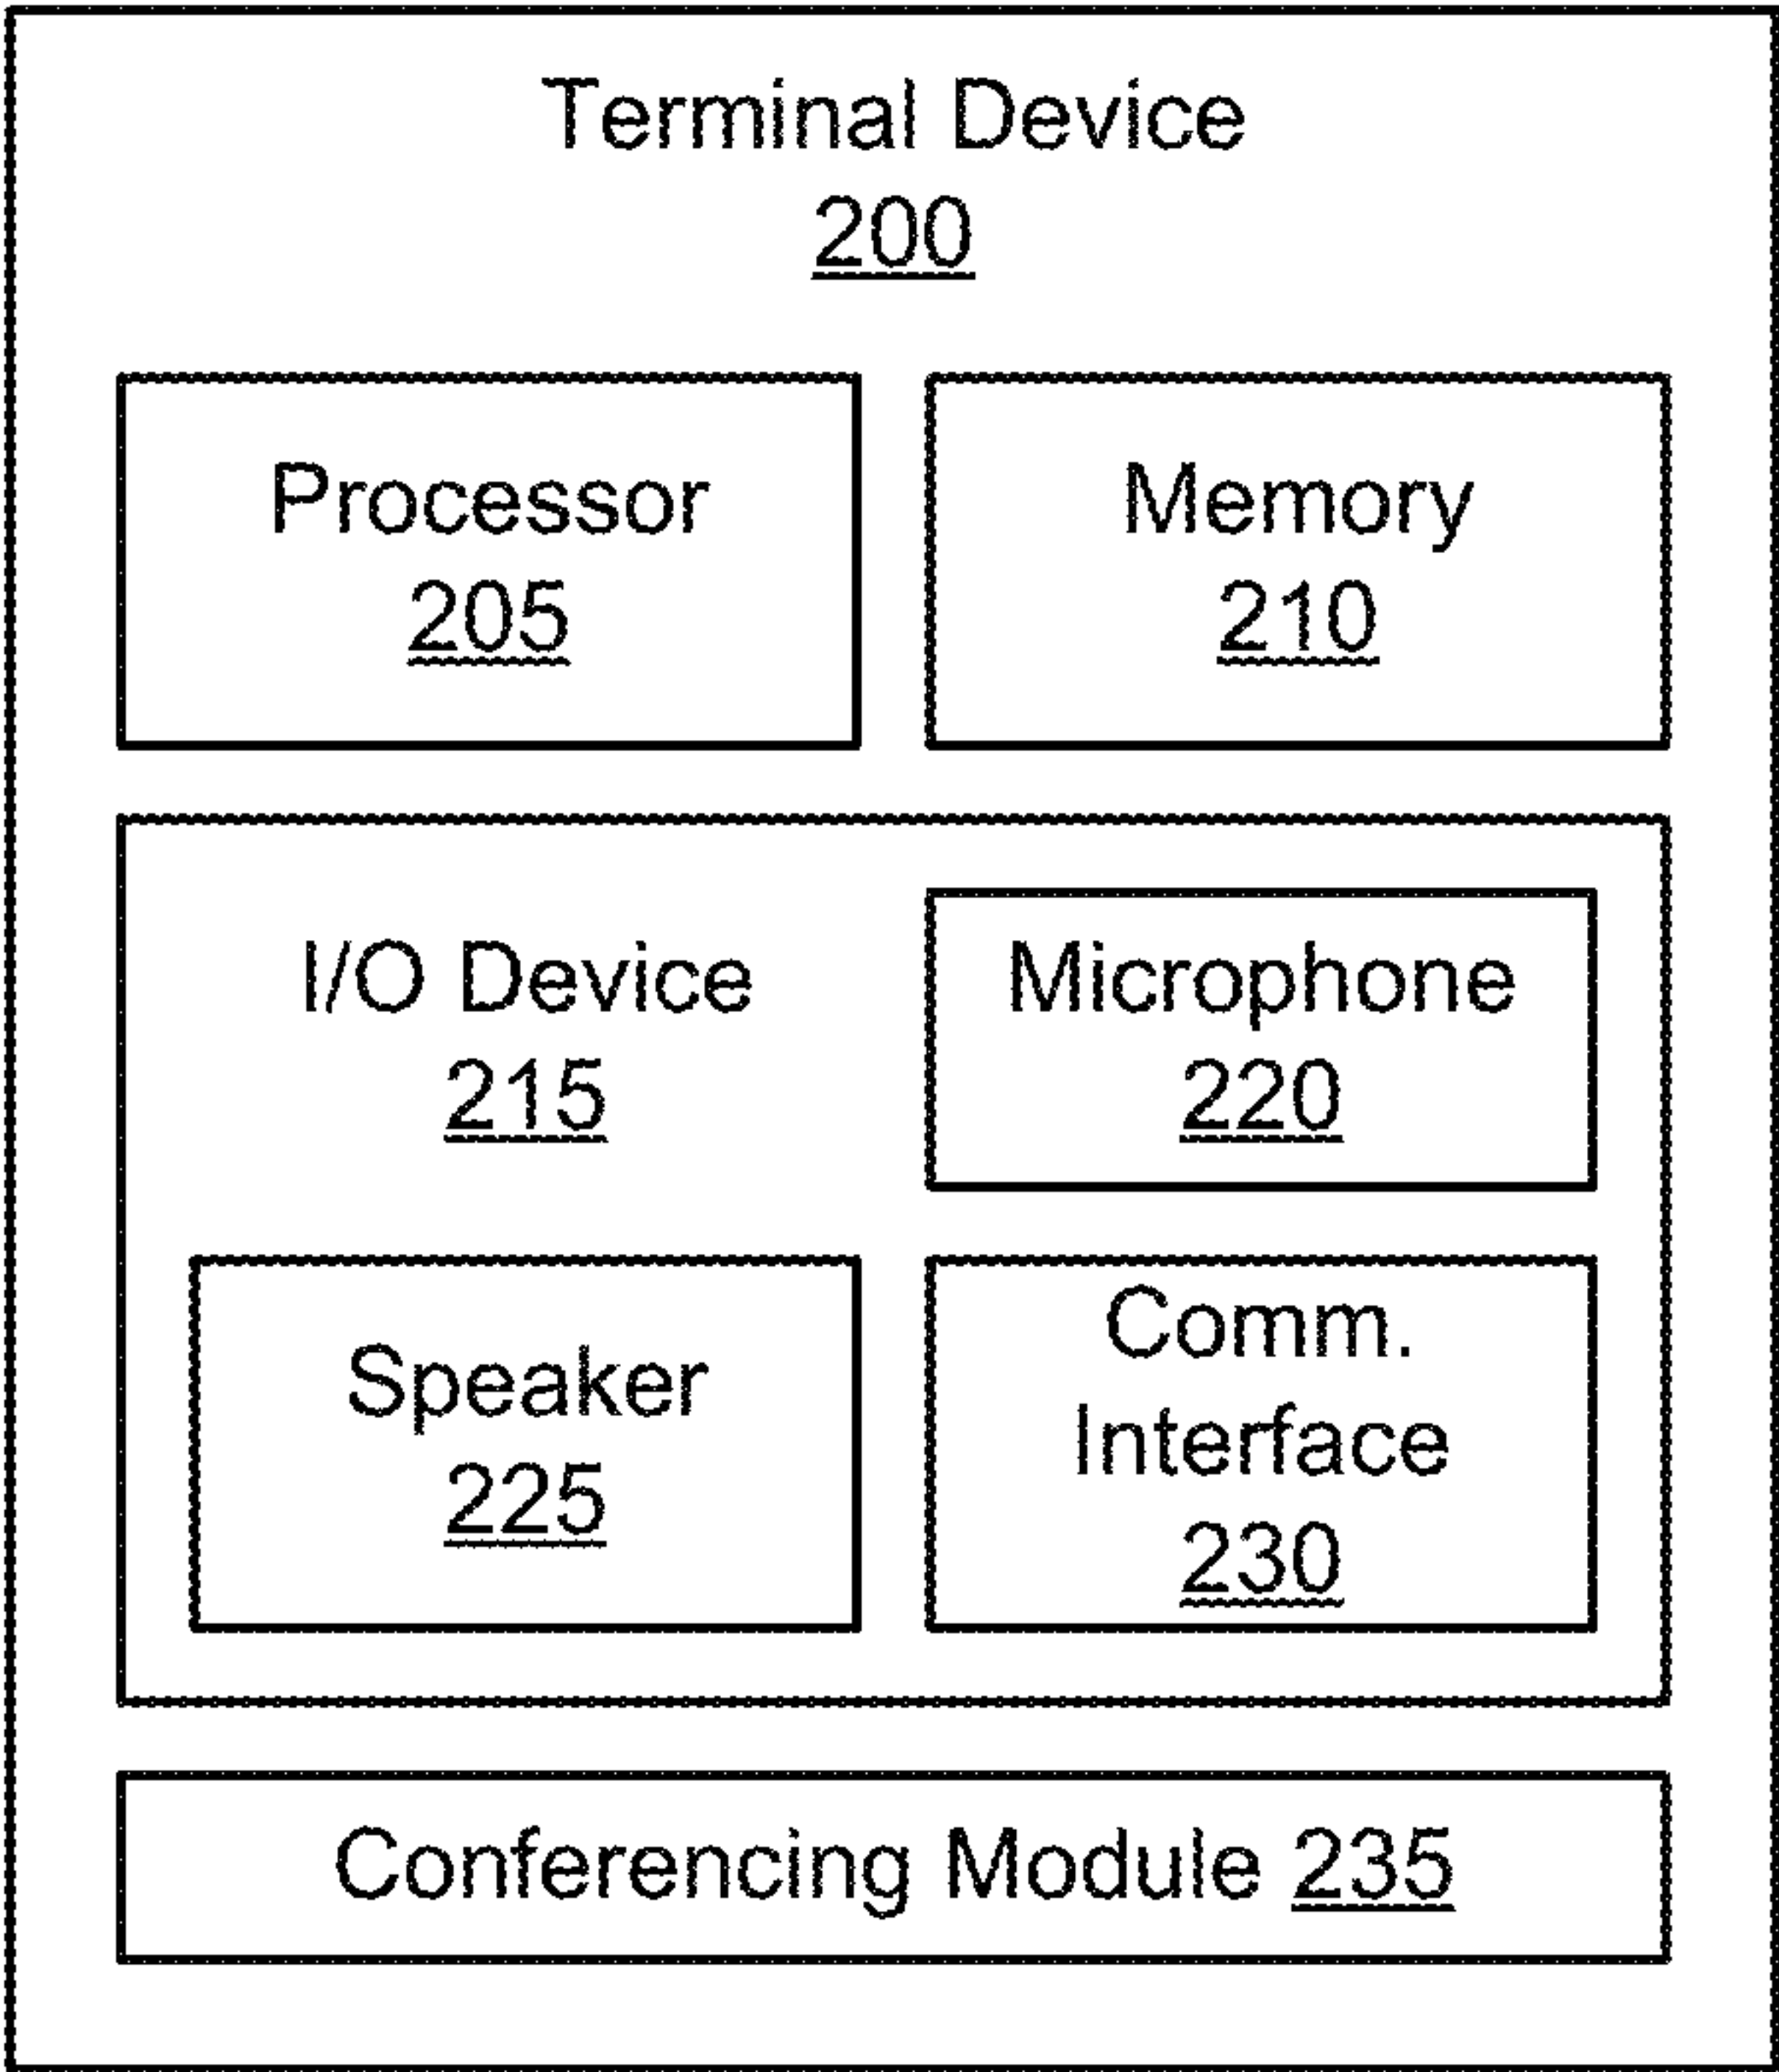 Terminal Device
200
Processor
205
Memory
210
I/O Device
215
Microphone
220
Speaker
225
Comm.
Interface
230
Conferencing Module 235